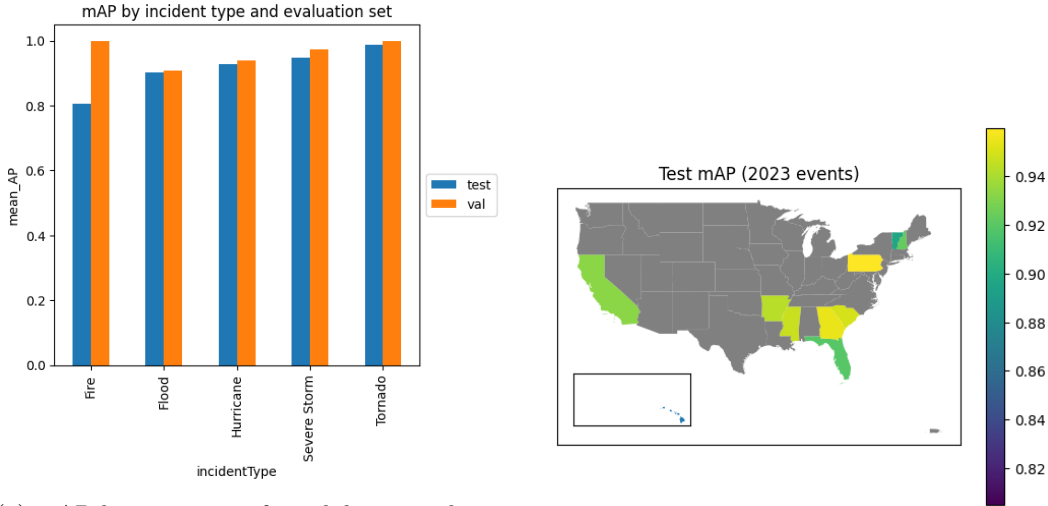 mAP by incident type and evaluation set
mean_AP
1.0
0.8
0.6
0.4
0.2
0.0
Fire
Flood
Hurricane
Severe Storm
Tornado
incidentType
test
val
Test mAP (2023 events)
0.94
0.92
0.90
0.88
0.86
0.84
0.82